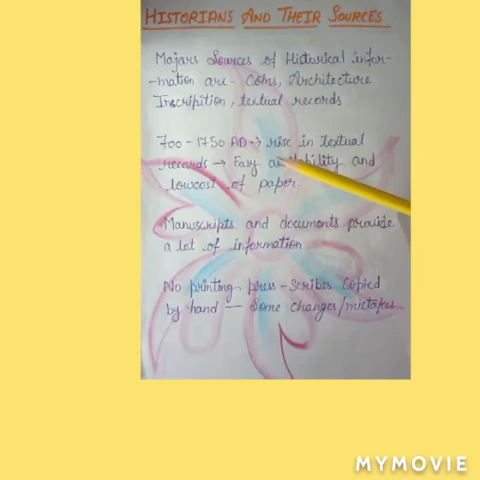 HISTORIANS AND THEIR SOURCES
Majars Sources of Historical infor-
-mation are - Coins, Architecture
Inscribition, textual records
700 - 1750 AD → rise in textual
records → Easy availability and
lowcost of paper.
Manuscripts and documents provide
a lot of information
No printing press - Scribes Copied
by hand — Some changes/mistakes
MYMOVIE